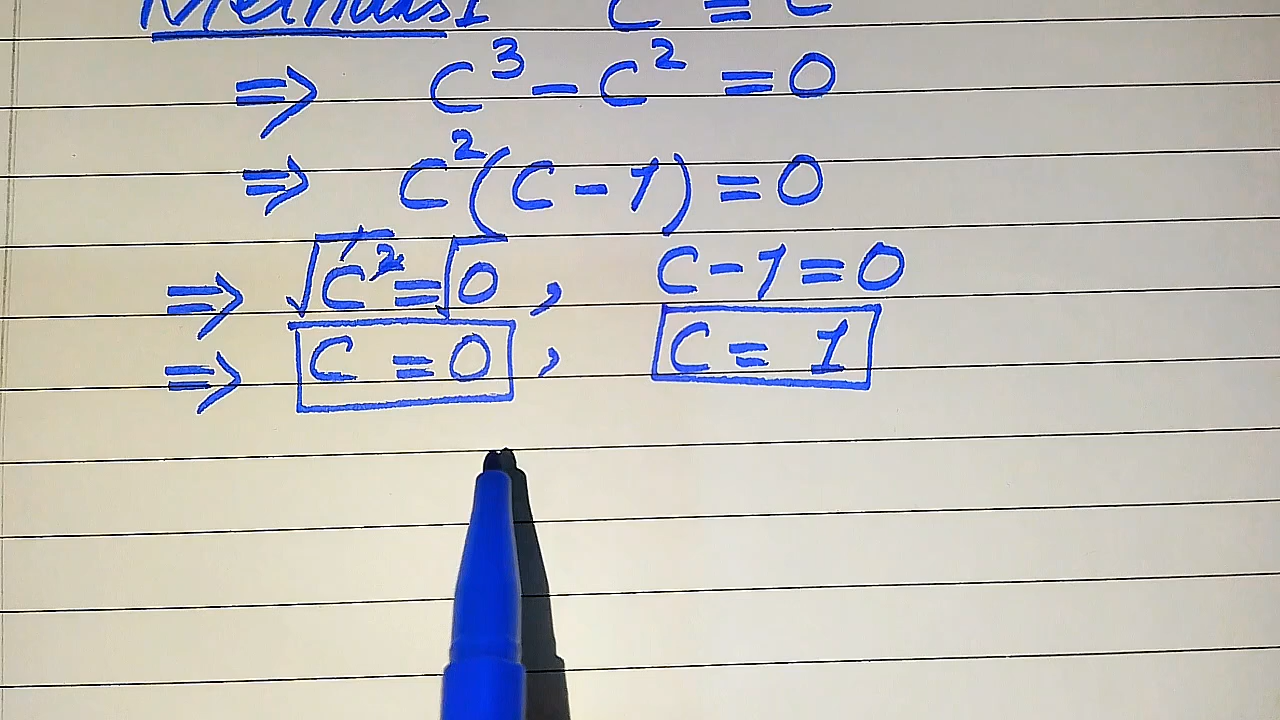 C = C
⇒ C³ - C² = 0
⇒ C²(C - 1) = 0
⇒ √C² = √0 , C - 1 = 0
⇒ C = 0 , C = 1